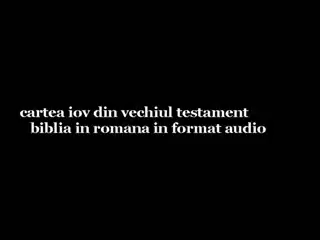 cartea iov din vechiul testament
biblia in romana in format audio